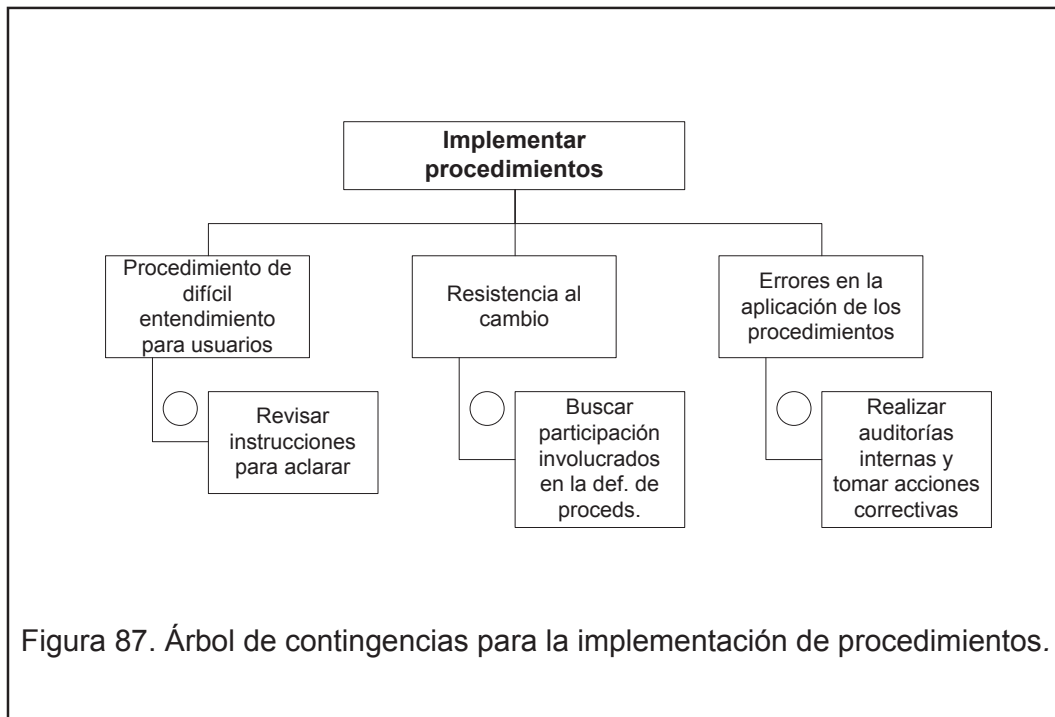 Implementar
procedimientos
Procedimiento de
difícil
entendimiento
para usuarios
Resistencia al
cambio
Errores en la
aplicación de los
procedimientos
Revisar
instrucciones
para aclarar
Buscar
participación
involucrados
en la def. de
proceds.
Realizar
auditorías
internas y
tomar acciones
correctivas
Figura 87. Árbol de contingencias para la implementación de procedimientos.